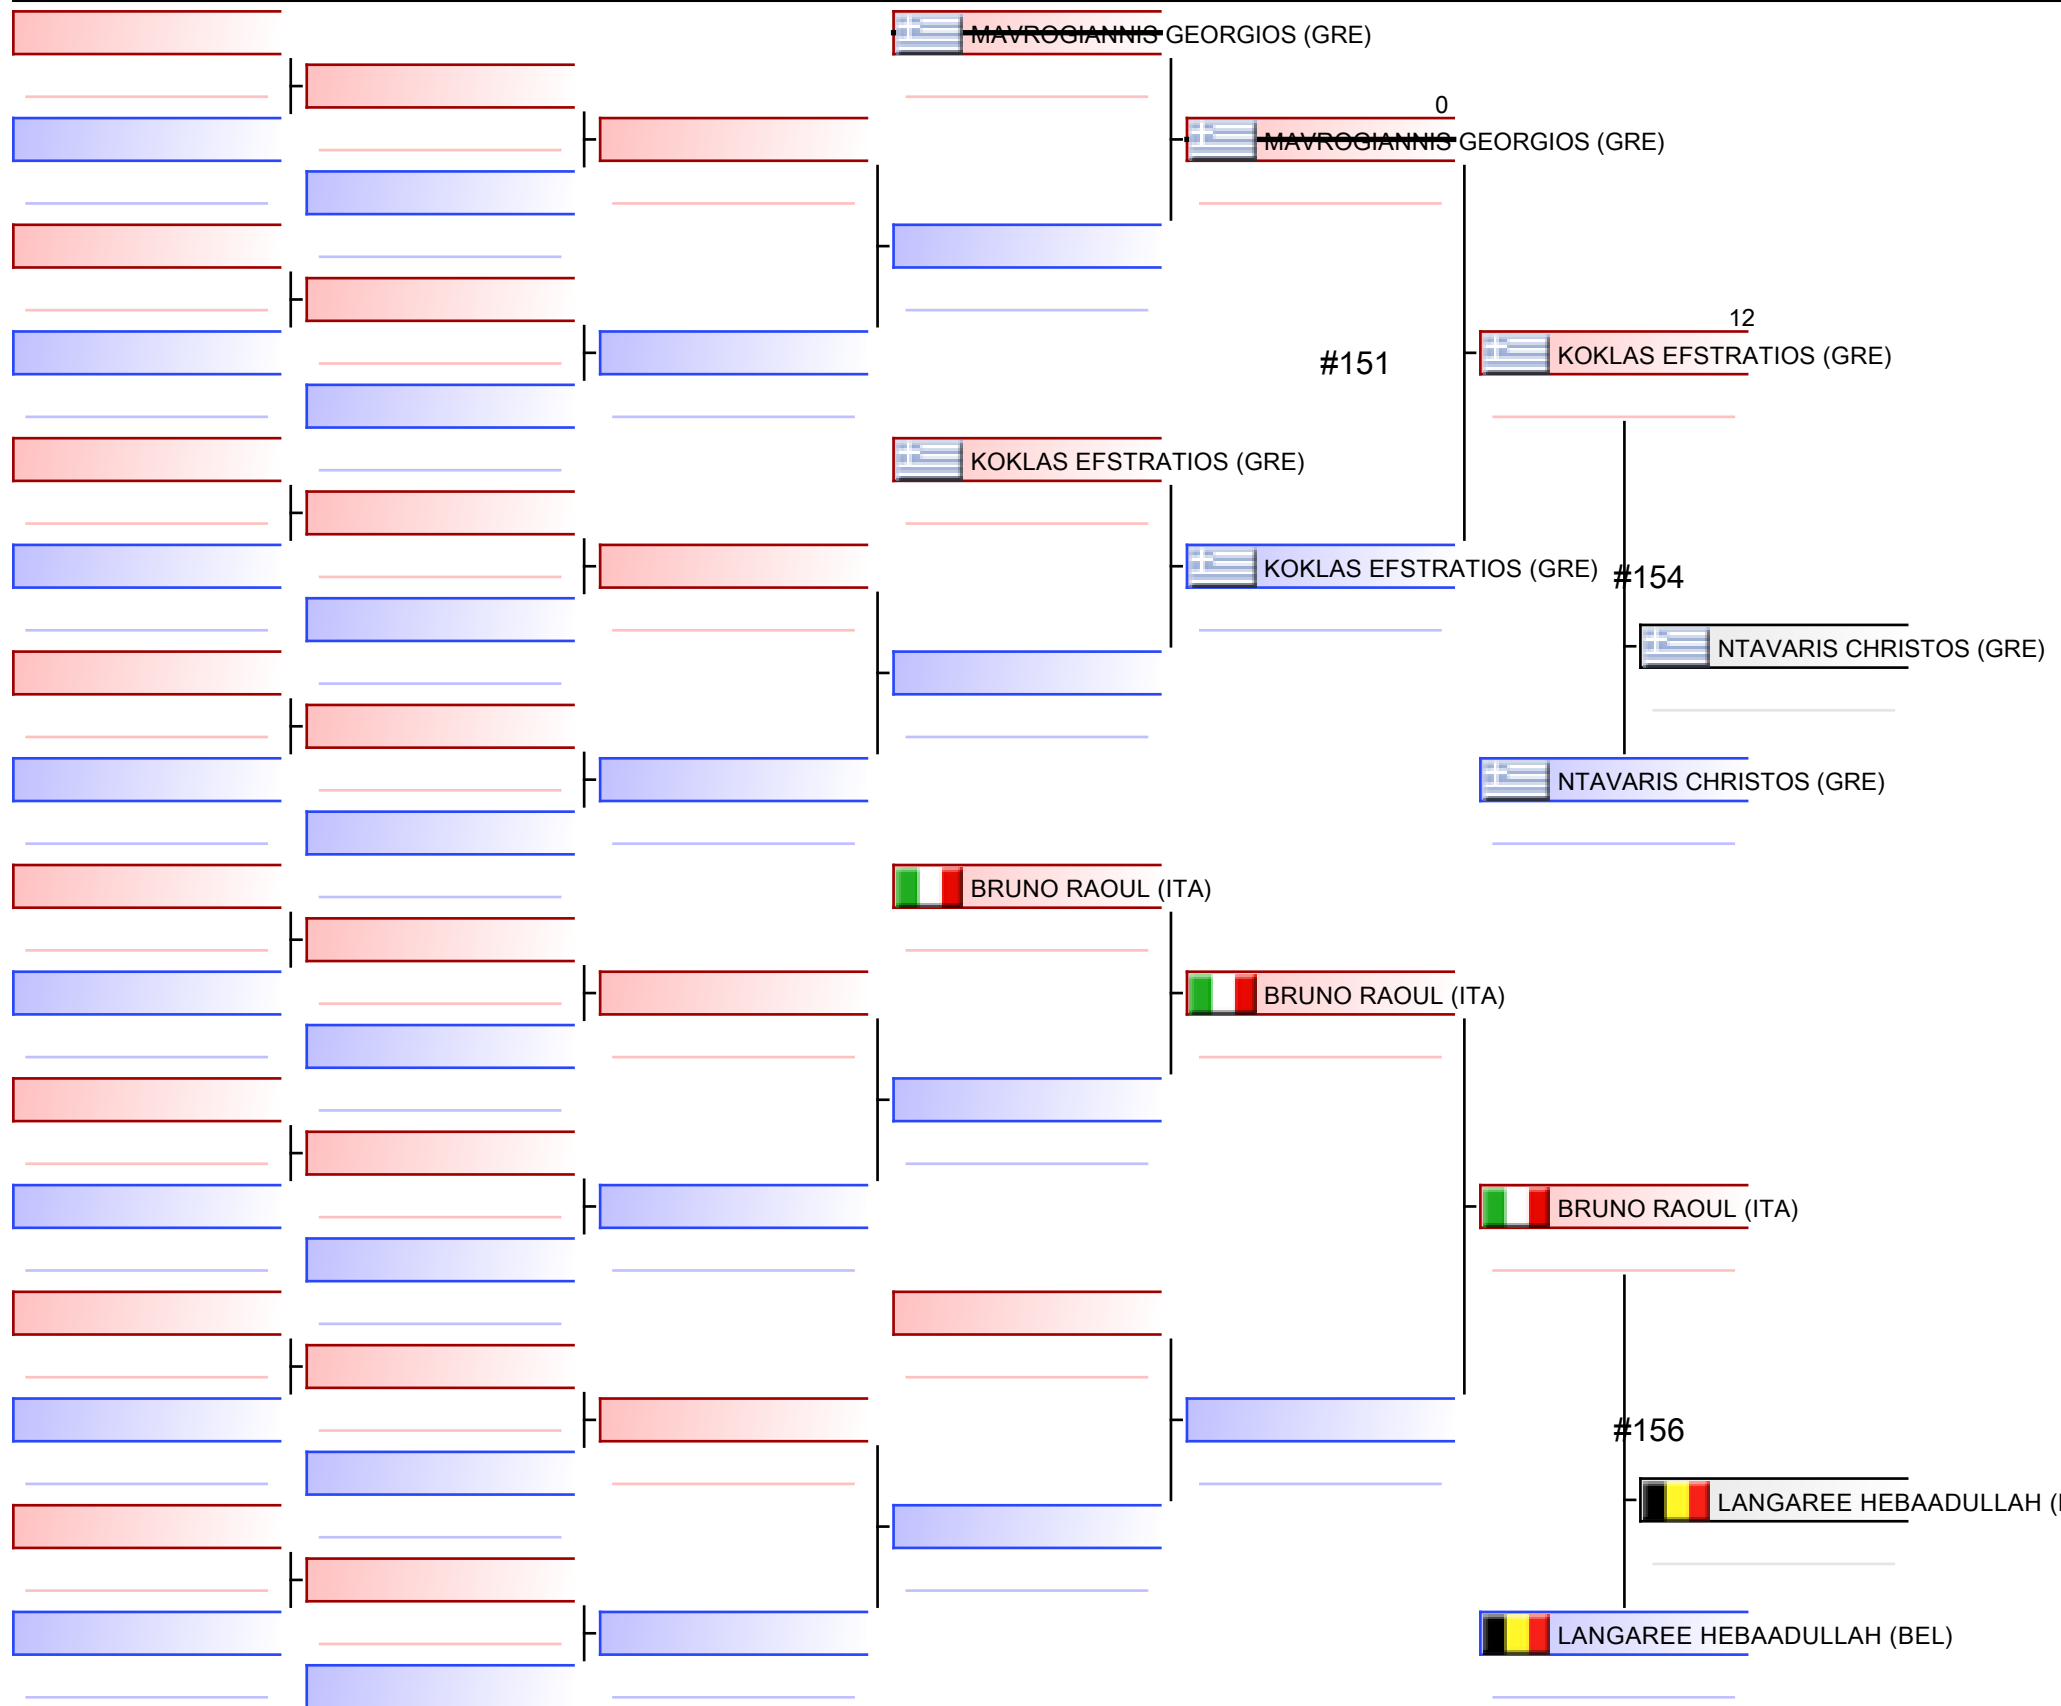 MAVROGIANNIS GEORGIOS (GRE)
0
MAVROGIANNIS GEORGIOS (GRE)
12
KOKLAS EFSTRATIOS (GRE)
#151
KOKLAS EFSTRATIOS (GRE)
KOKLAS EFSTRATIOS (GRE)
#154
NTAVARIS CHRISTOS (GRE)
NTAVARIS CHRISTOS (GRE)
BRUNO RAOUL (ITA)
BRUNO RAOUL (ITA)
BRUNO RAOUL (ITA)
#156
LANGAREE HEBAADULLAH (
LANGAREE HEBAADULLAH (BEL)